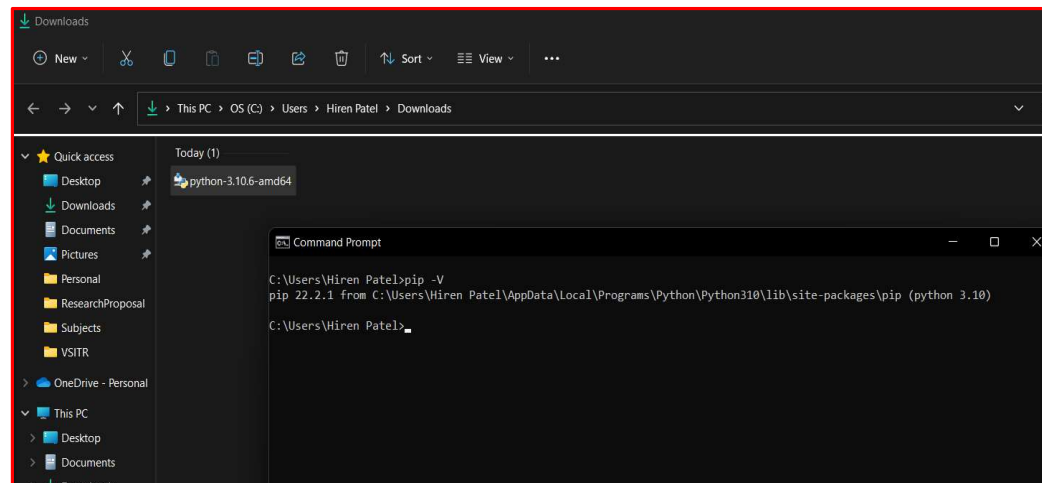 Downloads
New
Sort
View
This PC > OS (C:) > Users > Hiren Patel > Downloads
Quick access
Today (1)
Desktop
python-3.10.6-amd64
Downloads
Documents
Command Prompt
Pictures
Personal
C:\Users\Hiren Patel>pip -V
pip 22.2.1 from C:\Users\Hiren Patel\AppData\Local\Programs\Python\Python310\lib\site-packages\pip (python 3.10)
ResearchProposal
Subjects
C:\Users\Hiren Patel>
VSITR
OneDrive - Personal
This PC
Desktop
Documents